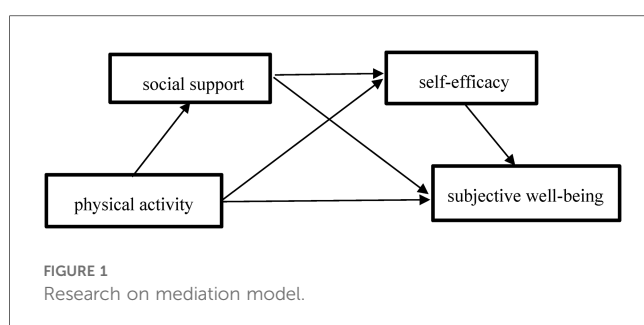 social support
self-efficacy
physical activity
subjective well-being
FIGURE 1
Research on mediation model.